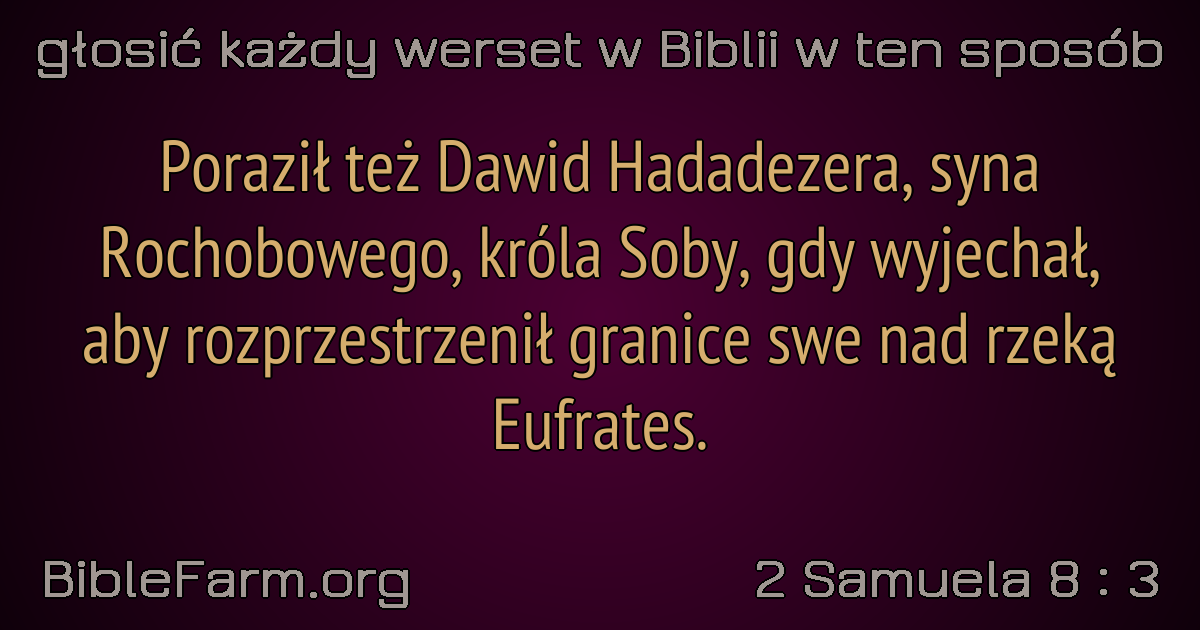 głosić każdy werset w Biblii w ten sposób
Poraził też Dawid Hadadezera, syna
Rochobowego, króla Soby, gdy wyjechał,
aby rozprzestrzenił granice swe nad rzeką
Eufrates.
BibleFarm.org
2 Samuela 8 : 3